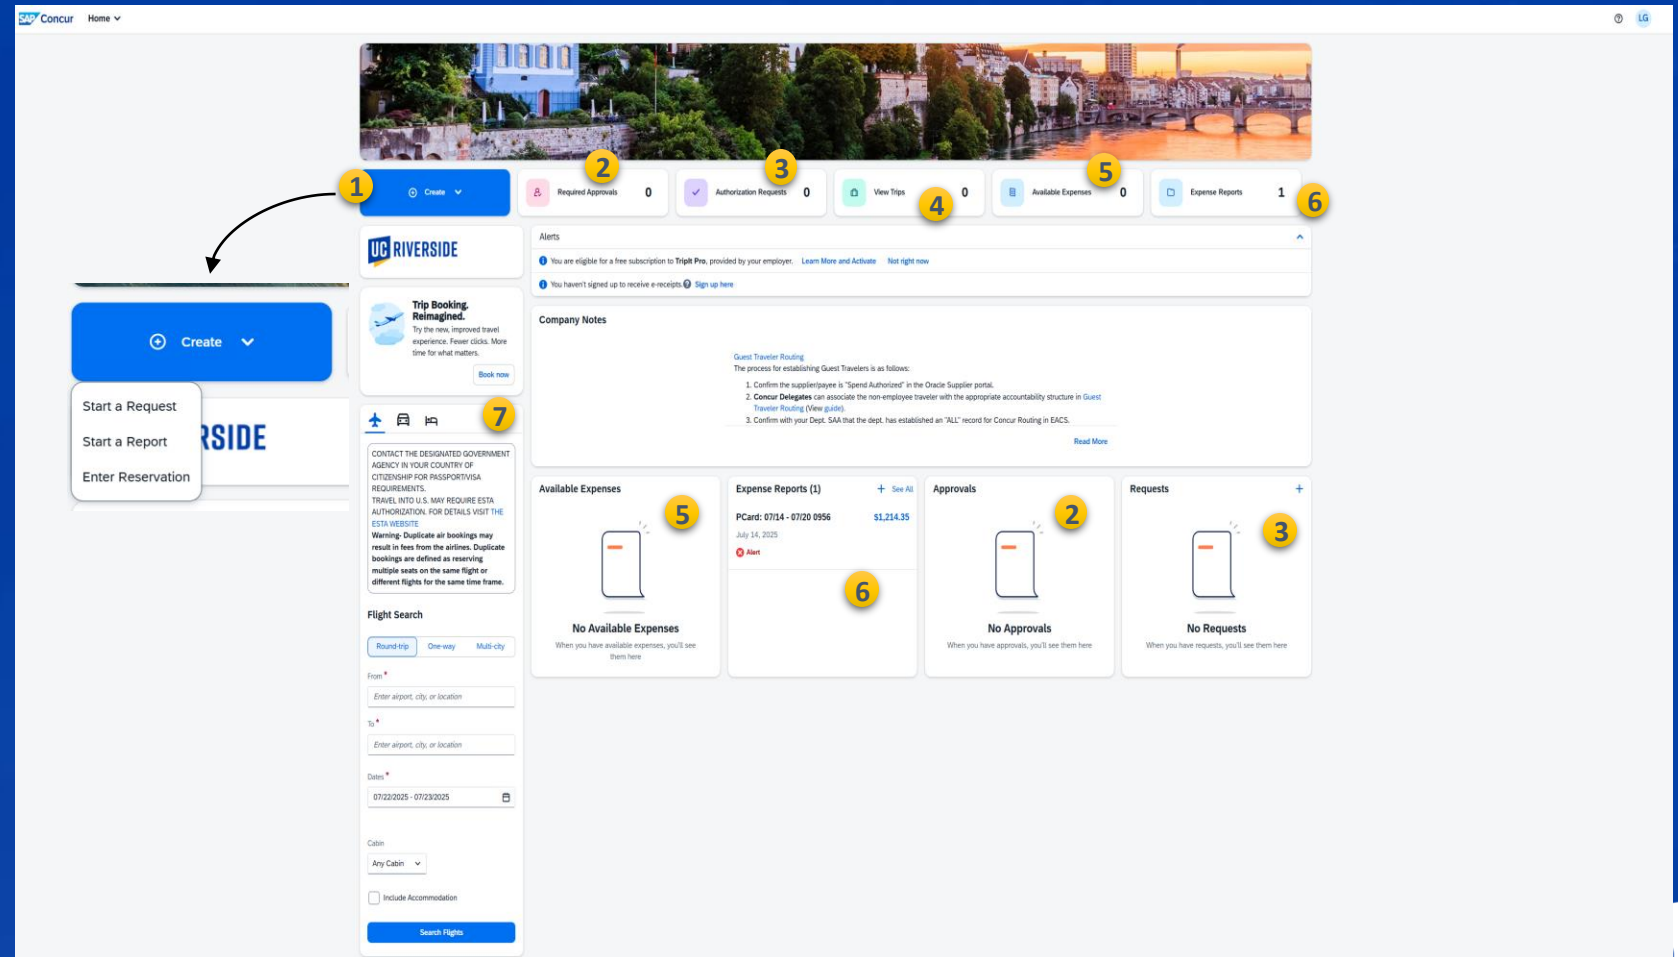 SAP Concur
Home
LG
1
Create
2
Required Approvals 0
3
Authorization Requests 0
4
View Trips 0
5
Available Expenses 0
6
Expense Reports 1
Create
Start a Request
Start a Report
Enter Reservation
RSIDE
UC RIVERSIDE
Trip Booking.
Reimagined.
Try the new, improved travel
experience. Fewer clicks. More
time for what matters.
Book now
7
CONTACT THE DESIGNATED GOVERNMENT
AGENCY IN YOUR COUNTRY OF
CITIZENSHIP FOR PASSPORT/VISA
REQUIREMENTS.
TRAVEL INTO U.S. MAY REQUIRE ESTA
AUTHORIZATION. FOR DETAILS VISIT THE
ESTA WEBSITE
Warning- Duplicate air bookings may
result in fees from the airlines. Duplicate
bookings are defined as reserving
multiple seats on the same flight or
different flights for the same time frame.
Flight Search
Round-trip One-way Multi-city
From *
Enter airport, city, or location
To *
Enter airport, city, or location
Dates *
07/22/2025 - 07/23/2025
Cabin
Any Cabin
Include Accommodation
Search Flights
Alerts
You are eligible for a free subscription to TripIt Pro, provided by your employer. Learn More and Activate Not right now
You haven't signed up to receive e-receipts. Sign up here
Company Notes
Guest Traveler Routing
The process for establishing Guest Travelers is as follows:
1. Confirm the supplier/payee is "Spend Authorized" in the Oracle Supplier portal.
2. Concur Delegates can associate the non-employee traveler with the appropriate accountability structure in Guest
Traveler Routing (View guide).
3. Confirm with your Dept. SAA that the dept. has established an "ALL" record for Concur Routing in EACS.
Read More
Available Expenses
5
No Available Expenses
When you have available expenses, you'll see
them here
Expense Reports (1) + See All
PCard: 07/14 - 07/20 0956 $1,214.35
July 14, 2025
Alert
6
Approvals
2
No Approvals
When you have approvals, you'll see them here
Requests +
3
No Requests
When you have requests, you'll see them here